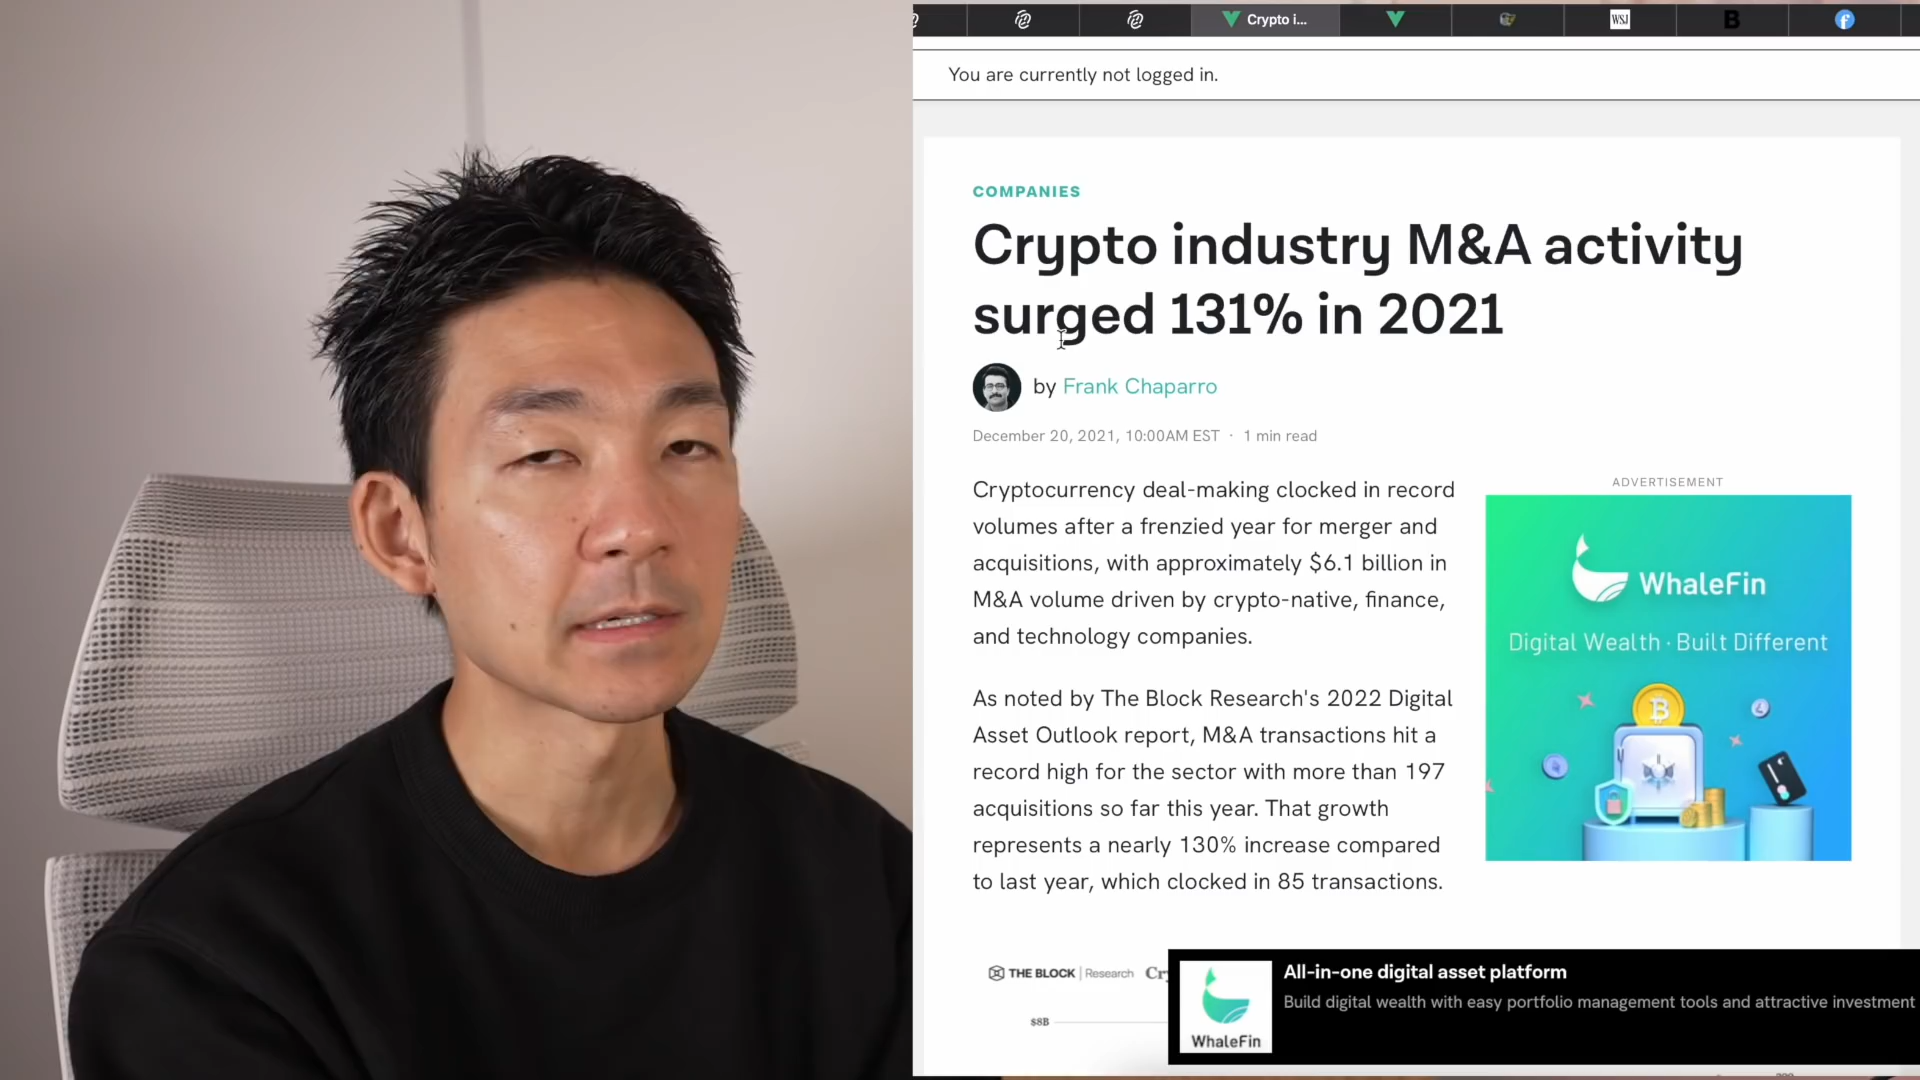 Crypto i...
WSJ
B
You are currently not logged in.
COMPANIES
Crypto industry M&A activity
surged 131% in 2021
by Frank Chaparro
December 20, 2021, 10:00AM EST · 1 min read
Cryptocurrency deal-making clocked in record
volumes after a frenzied year for merger and
acquisitions, with approximately $6.1 billion in
M&A volume driven by crypto-native, finance,
and technology companies.
As noted by The Block Research's 2022 Digital
Asset Outlook report, M&A transactions hit a
record high for the sector with more than 197
acquisitions so far this year. That growth
represents a nearly 130% increase compared
to last year, which clocked in 85 transactions.
ADVERTISEMENT
WhaleFin
Digital Wealth · Built Different
THE BLOCK | Research
$8B
All-in-one digital asset platform
Build digital wealth with easy portfolio management tools and attractive investment
WhaleFin